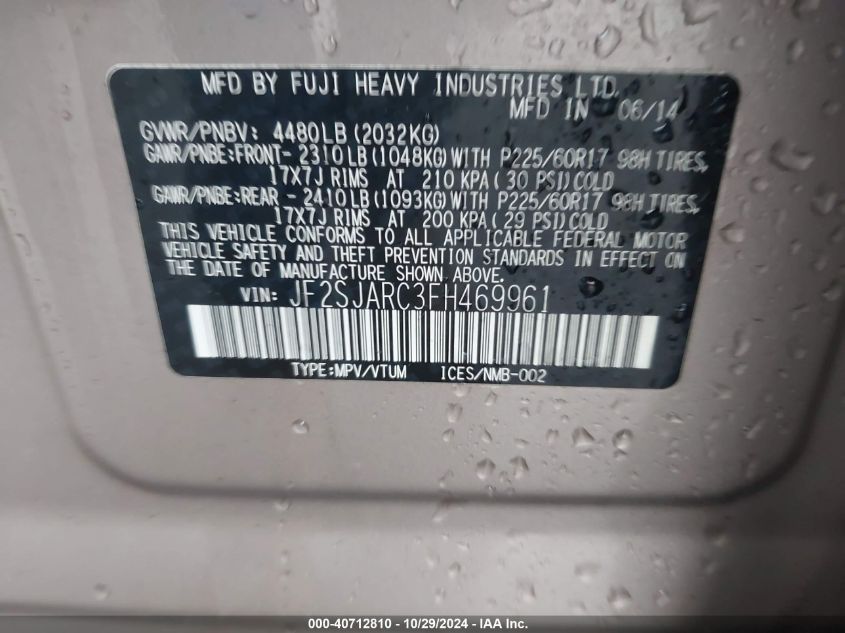 MFD BY FUJI HEAVY INDUSTRIES LTD.
MFD IN 06/14
GVWR/PNBV: 4480LB (2032KG)
GAWR/PNBE:FRONT- 2310LB(1048KG)WITH P225/60R17 98H TIRES,
17X7J RIMS AT 210 KPA( 30 PSI)COLD
GAWR/PNBE:REAR - 2410LB(1093KG)WITH P225/60R17 98H TIRES,
17X7J RIMS AT 200 KPA( 29 PSI)COLD
THIS VEHICLE CONFORMS TO ALL APPLICABLE FEDERAL MOTOR
VEHICLE SAFETY AND THEFT PREVENTION STANDARDS IN EFFECT ON
THE DATE OF MANUFACTURE SHOWN ABOVE.
VIN: JF2SJARC3FH469961
TYPE:MPV/VTUM ICES/NMB-002
000-40712810 - 10/29/2024 - IAA Inc.